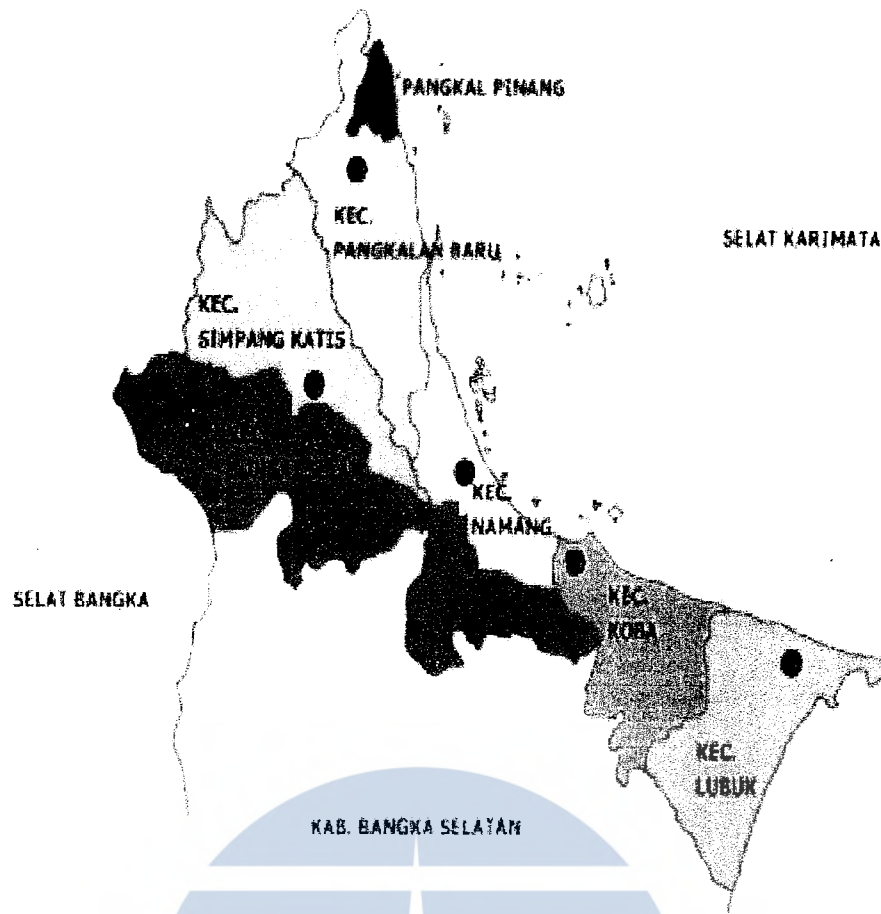 PANGKAL PINANG
KEC.
PANGKALAN BARU
SELAT KARIMATA
KEC.
SIMPANG KATIS
KEC.
NAMANG
SELAT BANGKA
KEC.
KOBA
KEC.
LUBUK
KAB. BANGKA SELATAN